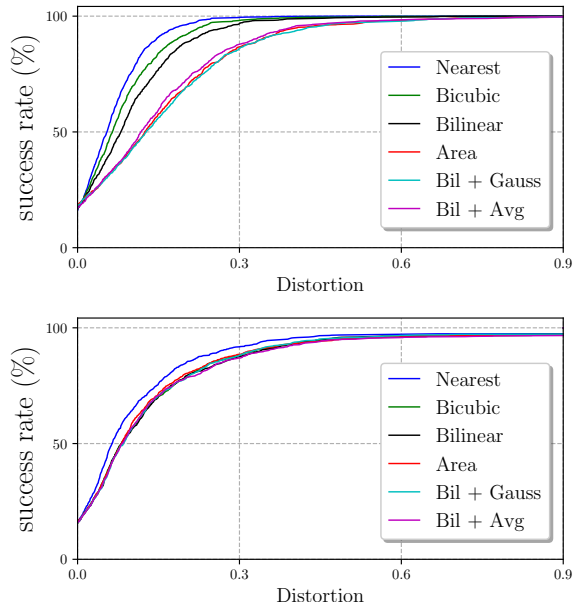 100
50
0
success rate (%)
Nearest
Bicubic
Bilinear
Area
Bil + Gauss
Bil + Avg
0.0
0.3
0.6
0.9
Distortion
100
50
0
success rate (%)
Nearest
Bicubic
Bilinear
Area
Bil + Gauss
Bil + Avg
0.0
0.3
0.6
0.9
Distortion